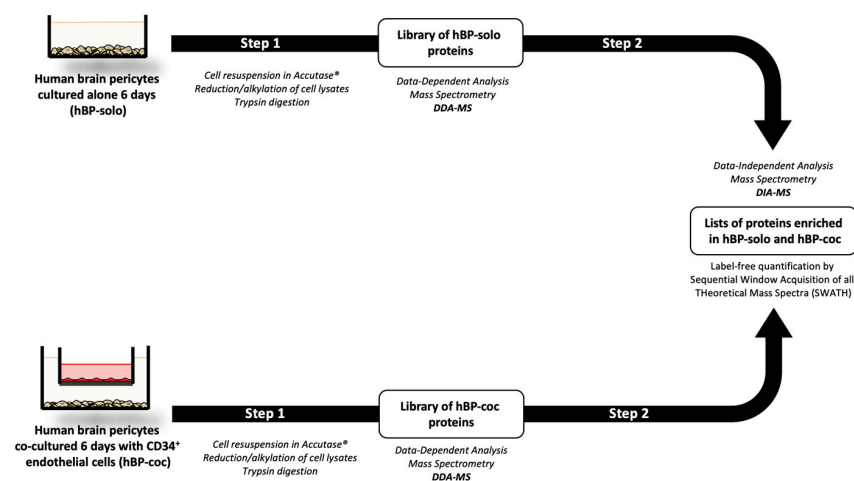 Human brain pericytes
cultured alone 6 days
(hBP-solo)
Step 1
Cell resuspension in Accutase®
Reduction/alkylation of cell lysates
Trypsin digestion
Library of hBP-solo
proteins
Data-Dependent Analysis
Mass Spectrometry
DDA-MS
Step 2
Data-Independent Analysis
Mass Spectrometry
DIA-MS
Lists of proteins enriched
in hBP-solo and hBP-coc
Label-free quantification by
Sequential Window Acquisition of all
THeoretical Mass Spectra (SWATH)
Human brain pericytes
co-cultured 6 days with CD34⁺
endothelial cells (hBP-coc)
Step 1
Cell resuspension in Accutase®
Reduction/alkylation of cell lysates
Trypsin digestion
Library of hBP-coc
proteins
Data-Dependent Analysis
Mass Spectrometry
DDA-MS
Step 2